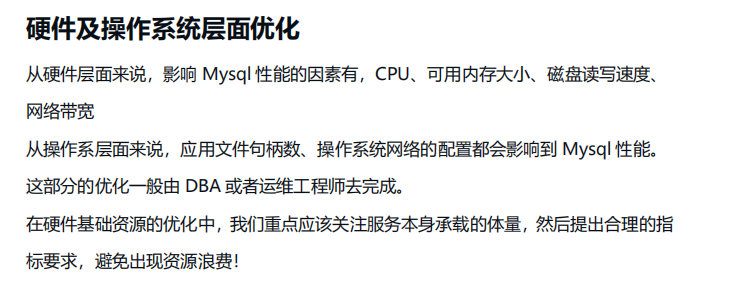 硬件及操作系统层面优化
从硬件层面来说，影响 Mysql 性能的因素有，CPU、可用内存大小、磁盘读写速度、
网络带宽
从操作系层面来说，应用文件句柄数、操作系统网络的配置都会影响到 Mysql 性能。
这部分的优化一般由 DBA 或者运维工程师去完成。
在硬件基础资源的优化中，我们重点应该关注服务本身承载的体量，然后提出合理的指
标要求，避免出现资源浪费！